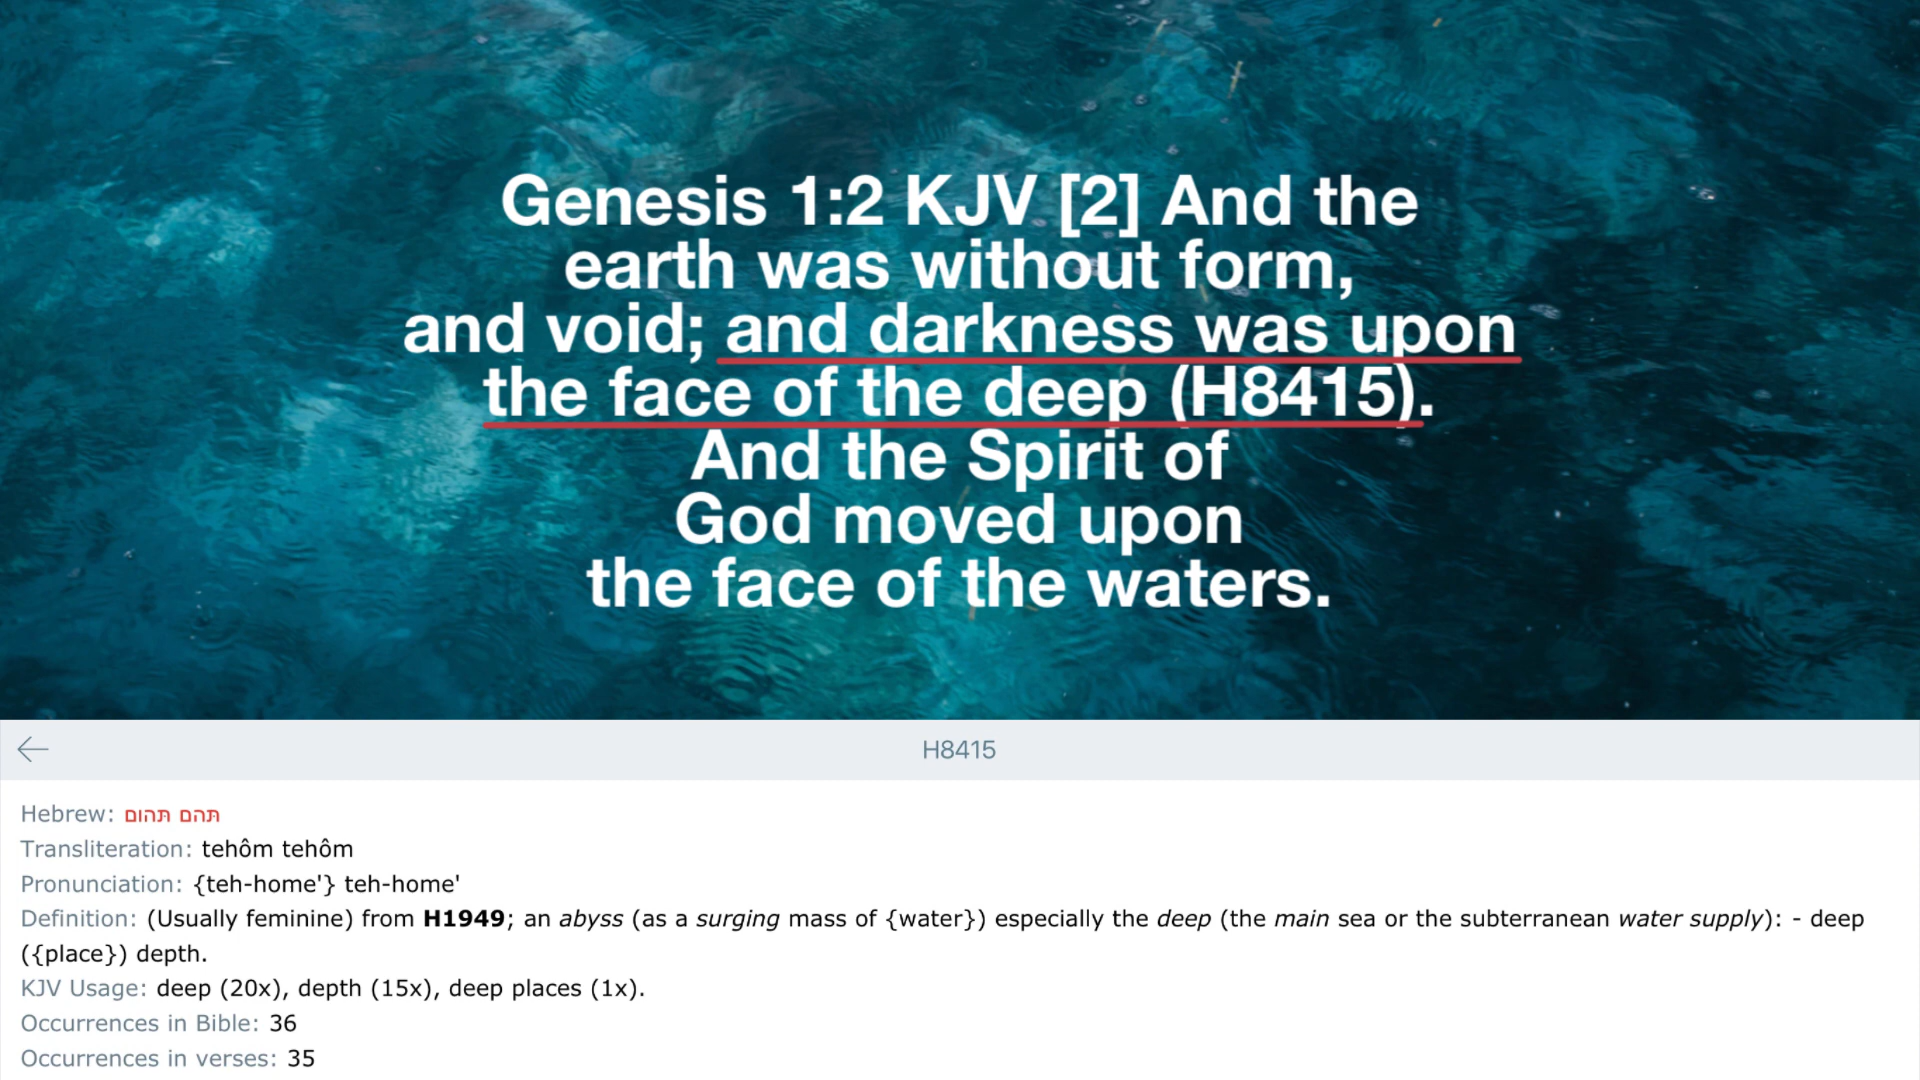 Genesis 1:2 KJV [2] And the
earth was without form,
and void; and darkness was upon
the face of the deep (H8415).
And the Spirit of
God moved upon
the face of the waters.
H8415
Hebrew: תּהם תּהום
Transliteration: tehôm tehôm
Pronunciation: {teh-home'} teh-home'
Definition: (Usually feminine) from H1949; an abyss (as a surging mass of {water}) especially the deep (the main sea or the subterranean water supply): - deep
({place}) depth.
KJV Usage: deep (20x), depth (15x), deep places (1x).
Occurrences in Bible: 36
Occurrences in verses: 35